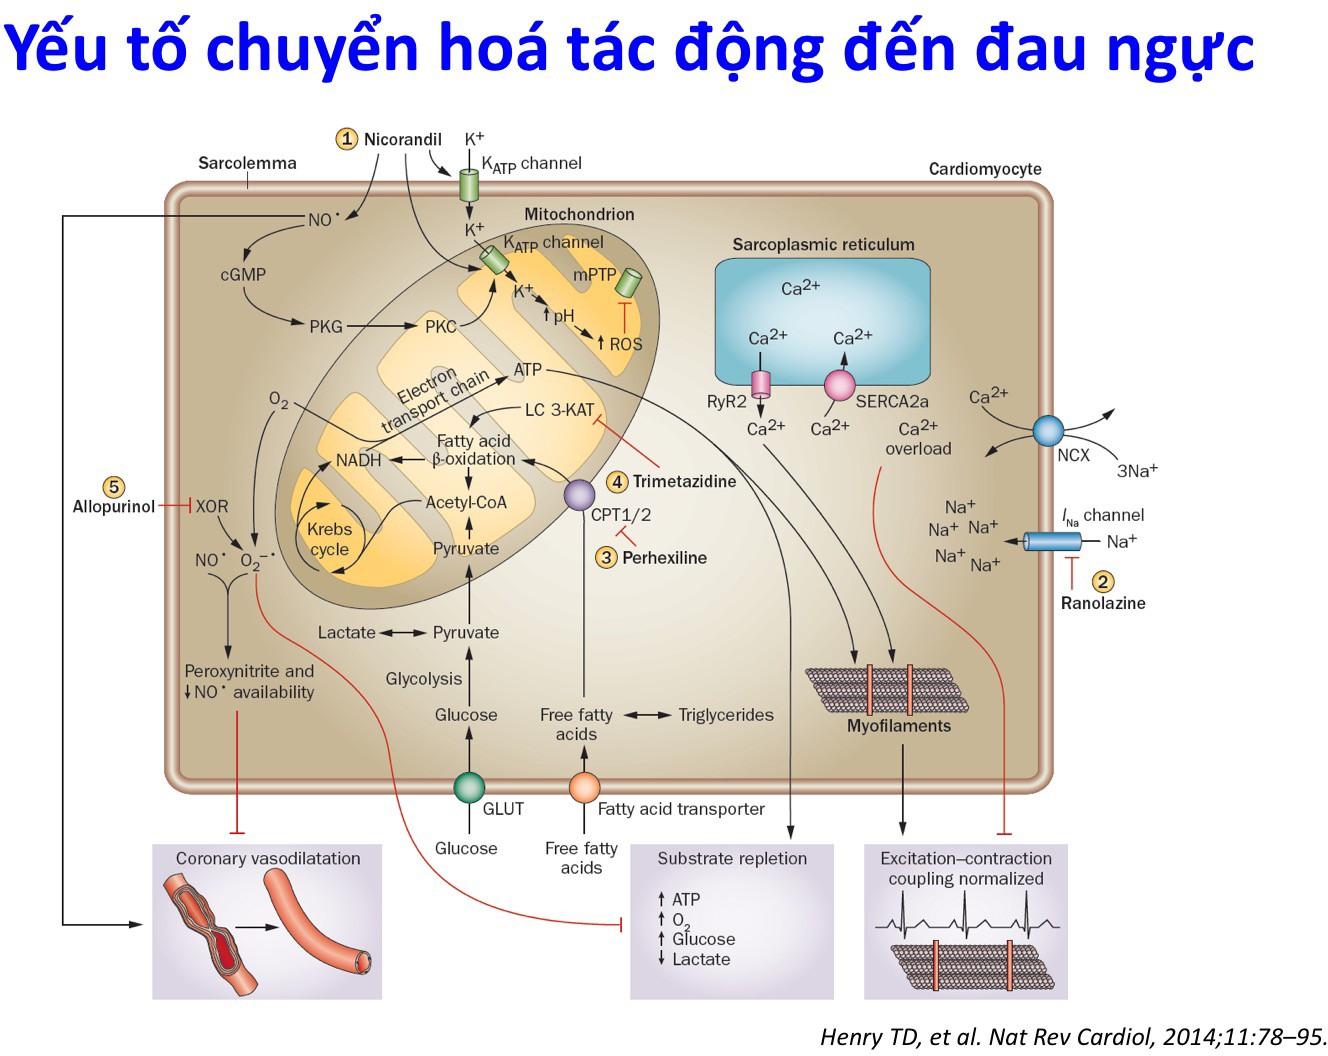 Yếu tố chuyển hoá tác động đến đau ngực
1 Nicorandil
K+
KATP channel
Sarcolemma
Cardiomyocyte
NO•
K+
Mitochondrion
KATP channel
mPTP
Sarcoplasmic reticulum
cGMP
K+
↑ pH
↑ ROS
Ca2+
PKG
PKC
Ca2+
Ca2+
ATP
Electron
transport chain
O2
LC 3-KAT
RyR2
SERCA2a
Ca2+
Ca2+
Ca2+
Ca2+
overload
NCX
3Na+
Fatty acid
β-oxidation
NADH
4 Trimetazidine
5
Allopurinol
XOR
Acetyl-CoA
CPT1/2
Krebs
cycle
Pyruvate
3 Perhexiline
Na+
Na+
Na+
Na+
Na+
INa channel
Na+
2
Ranolazine
NO•
O2–•
Lactate
Pyruvate
Peroxynitrite and
↓NO• availability
Glycolysis
Glucose
Free fatty
acids
Triglycerides
Myofilaments
GLUT
Fatty acid transporter
Glucose
Free fatty
acids
Coronary vasodilatation
Substrate repletion
↑ ATP
↑ O2
↑ Glucose
↓ Lactate
Excitation–contraction
coupling normalized
Henry TD, et al. Nat Rev Cardiol, 2014;11:78–95.